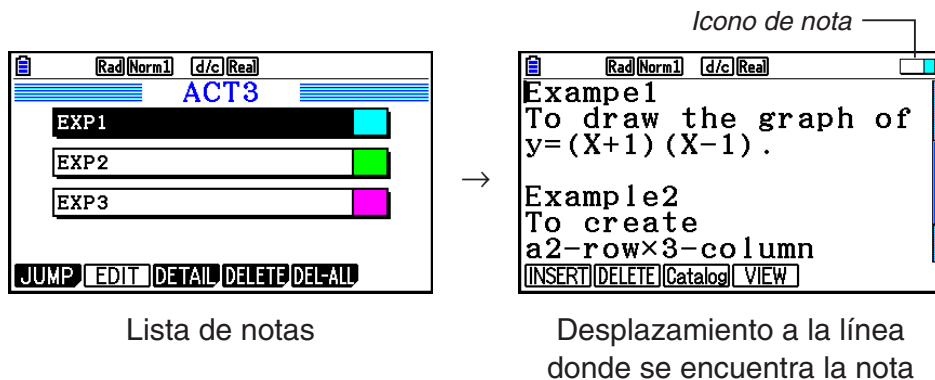 Icono de nota
Rad Norm1 d/c Real
ACT3
EXP1
EXP2
EXP3
JUMP EDIT DETAIL DELETE DEL-ALL
Lista de notas
→
Rad Norm1 d/c Real
Exampe1
To draw the graph of
y=(X+1)(X-1).
Example2
To create
a2-row×3-column
INSERT DELETE Catalog VIEW
Desplazamiento a la línea
donde se encuentra la nota